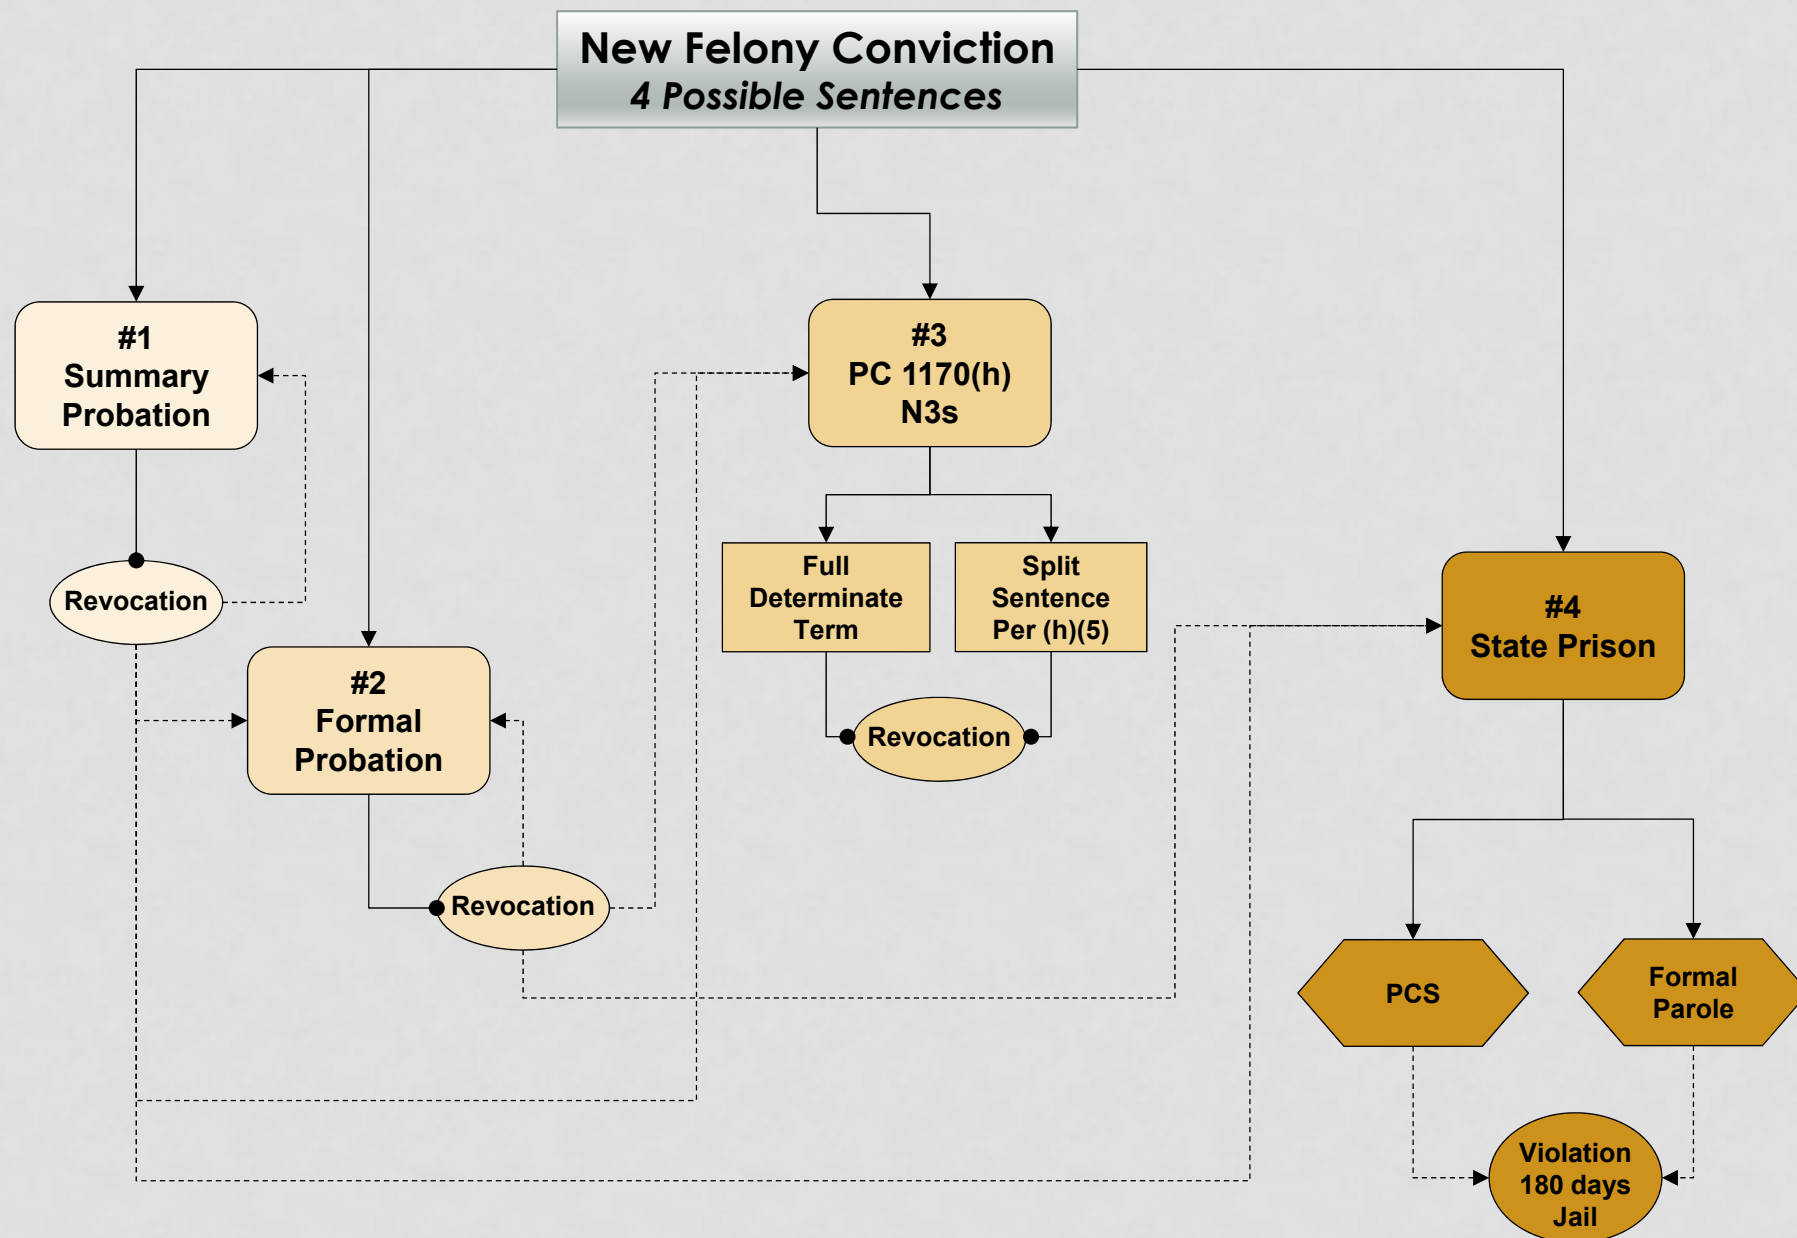 New Felony Conviction
4 Possible Sentences
#1
Summary
Probation
Revocation
#2
Formal
Probation
Revocation
#3
PC 1170(h)
N3s
Full
Determinate
Term
Split
Sentence
Per (h)(5)
Revocation
#4
State Prison
PCS
Formal
Parole
Violation
180 days
Jail